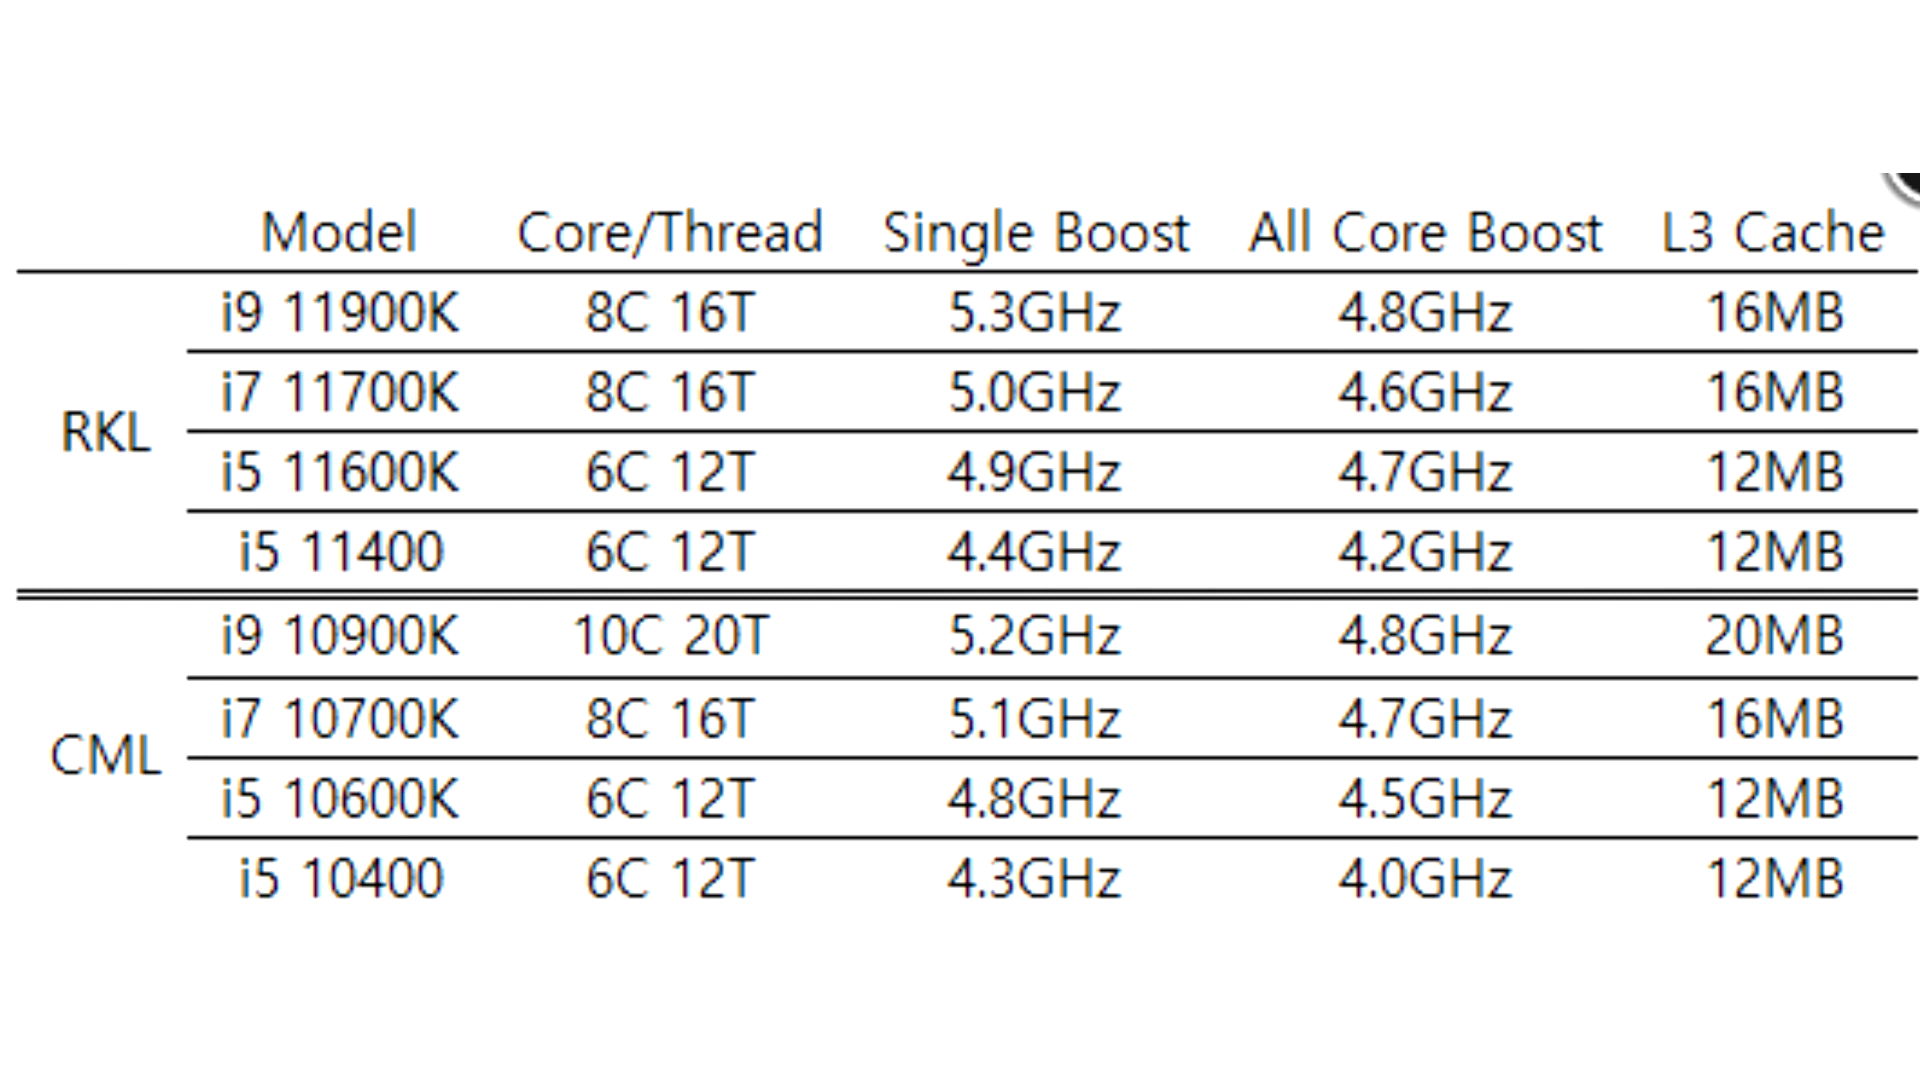 Model Core/Thread Single Boost All Core Boost L3 Cache
i9 11900K 8C 16T 5.3GHz 4.8GHz 16MB
i7 11700K 8C 16T 5.0GHz 4.6GHz 16MB
RKL
i5 11600K 6C 12T 4.9GHz 4.7GHz 12MB
i5 11400 6C 12T 4.4GHz 4.2GHz 12MB
i9 10900K 10C 20T 5.2GHz 4.8GHz 20MB
i7 10700K 8C 16T 5.1GHz 4.7GHz 16MB
CML
i5 10600K 6C 12T 4.8GHz 4.5GHz 12MB
i5 10400 6C 12T 4.3GHz 4.0GHz 12MB